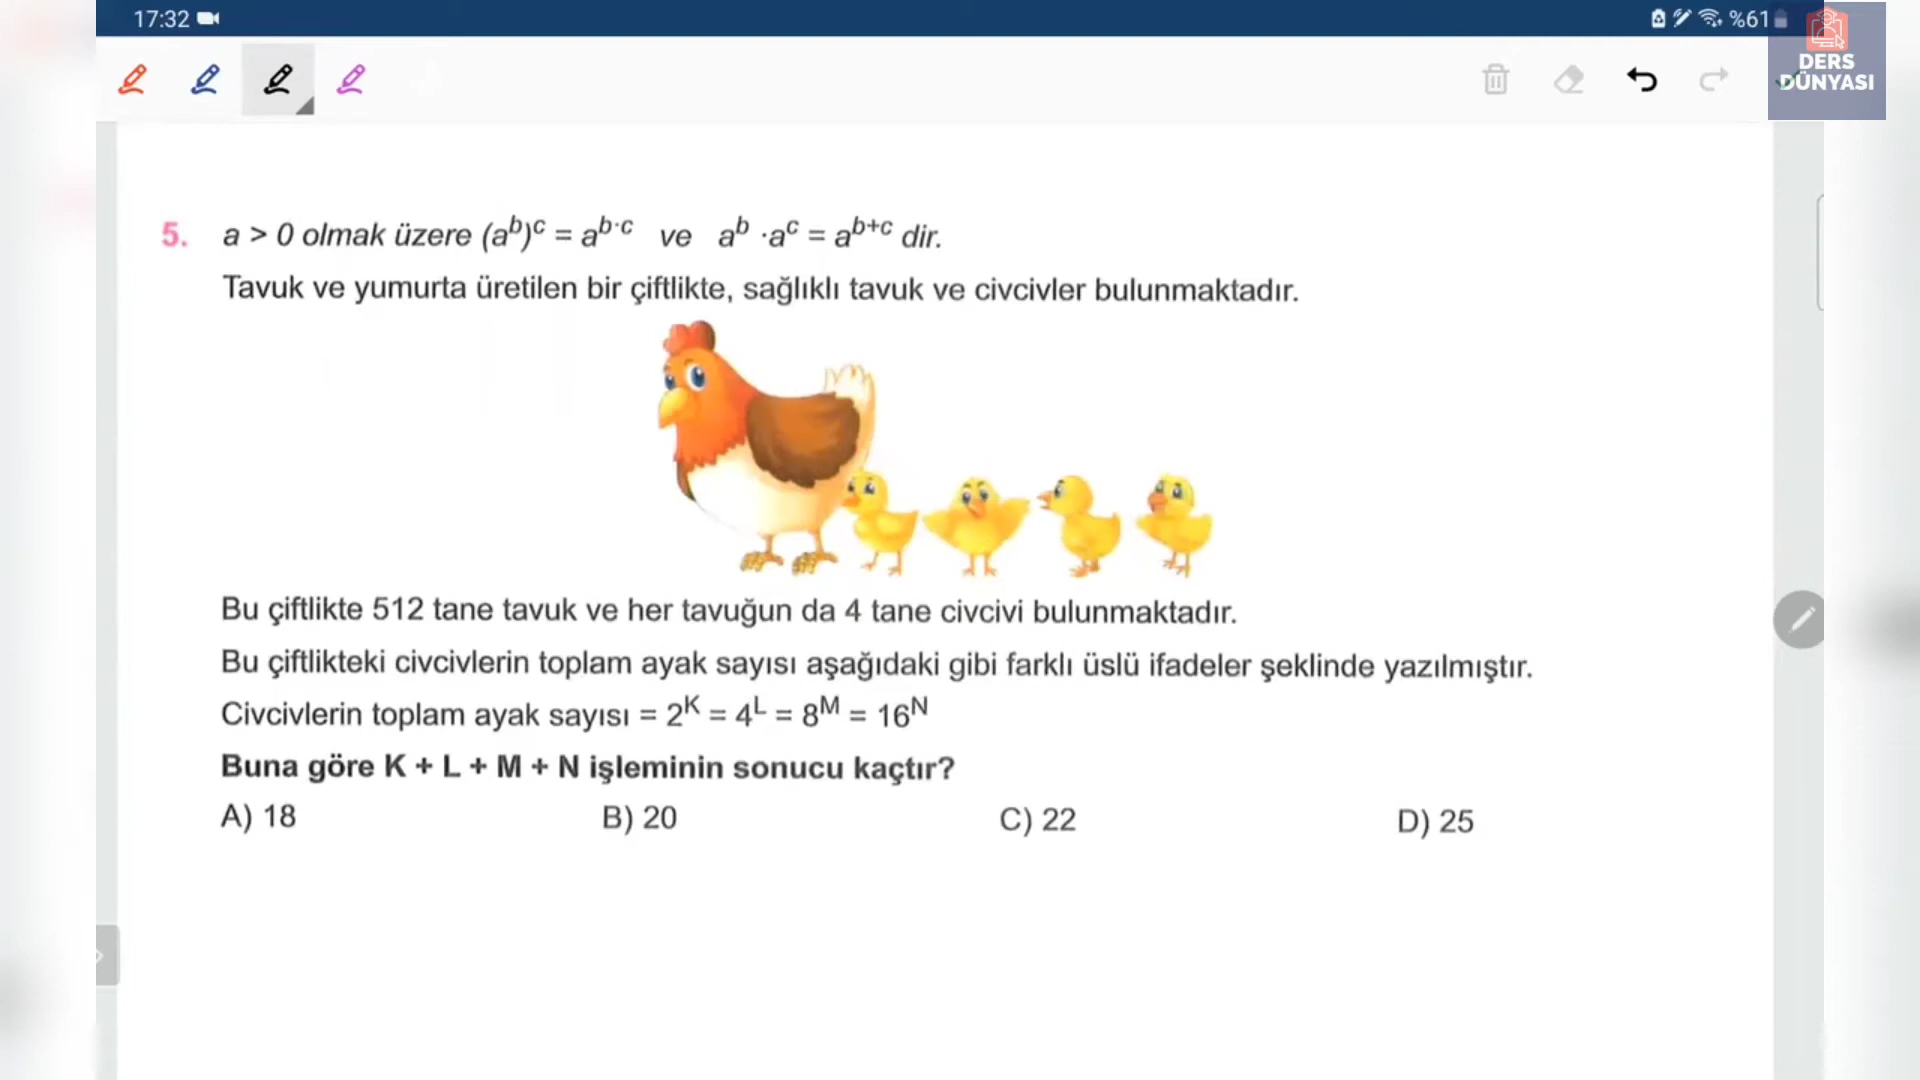 17:32
%61
DERS
DÜNYASI
5. a > 0 olmak üzere (a^b)^c = a^b·c ve a^b ·a^c = a^b+c dir.
Tavuk ve yumurta üretilen bir çiftlikte, sağlıklı tavuk ve civcivler bulunmaktadır.
Bu çiftlikte 512 tane tavuk ve her tavuğun da 4 tane civcivi bulunmaktadır.
Bu çiftlikteki civcivlerin toplam ayak sayısı aşağıdaki gibi farklı üslü ifadeler şeklinde yazılmıştır.
Civcivlerin toplam ayak sayısı = 2^K = 4^L = 8^M = 16^N
Buna göre K + L + M + N işleminin sonucu kaçtır?
A) 18 B) 20 C) 22 D) 25